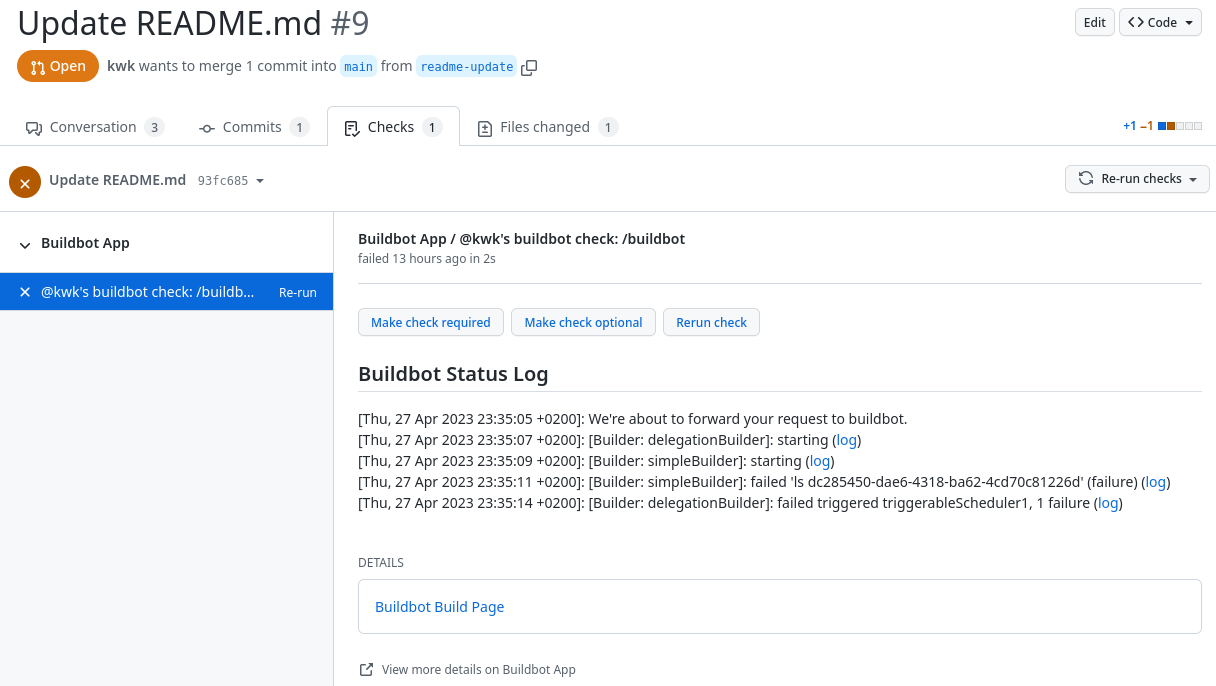 Update README.md #9
Edit
Code
Open
kwk wants to merge 1 commit into main from readme-update
Conversation 3
Commits 1
Checks 1
Files changed 1
+1 −1
Update README.md 93fc685
Re-run checks
Buildbot App
@kwk's buildbot check: /buildb... Re-run
Buildbot App / @kwk's buildbot check: /buildbot
failed 13 hours ago in 2s
Make check required
Make check optional
Rerun check
Buildbot Status Log
[Thu, 27 Apr 2023 23:35:05 +0200]: We're about to forward your request to buildbot.
[Thu, 27 Apr 2023 23:35:07 +0200]: [Builder: delegationBuilder]: starting (log)
[Thu, 27 Apr 2023 23:35:09 +0200]: [Builder: simpleBuilder]: starting (log)
[Thu, 27 Apr 2023 23:35:11 +0200]: [Builder: simpleBuilder]: failed 'ls dc285450-dae6-4318-ba62-4cd70c81226d' (failure) (log)
[Thu, 27 Apr 2023 23:35:14 +0200]: [Builder: delegationBuilder]: failed triggered triggerableScheduler1, 1 failure (log)
DETAILS
Buildbot Build Page
View more details on Buildbot App